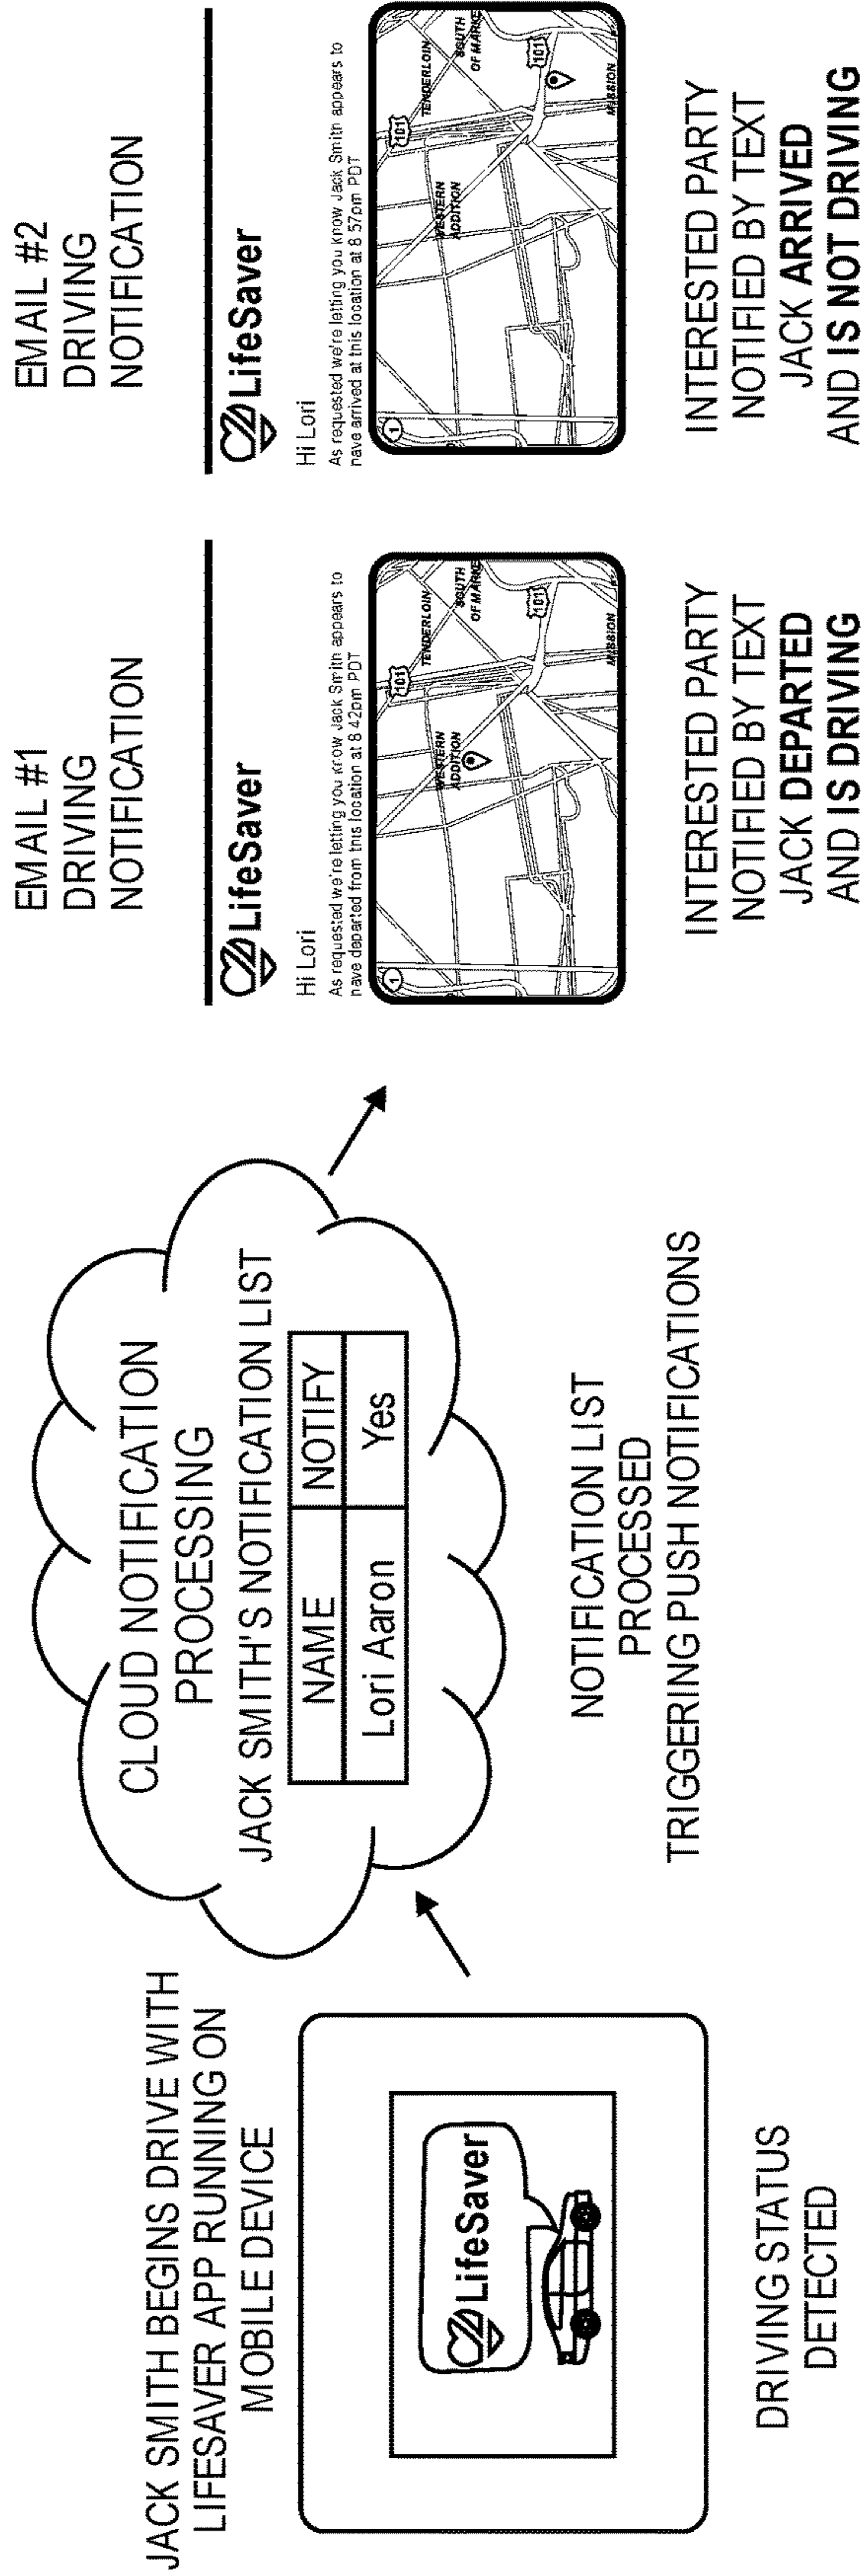 JACK SMITH BEGINS DRIVE WITH
LIFESAVER APP RUNNING ON
MOBILE DEVICE
LifeSaver
DRIVING STATUS
DETECTED
CLOUD NOTIFICATION
PROCESSING
JACK SMITH'S NOTIFICATION LIST
NAME NOTIFY
Lori Aaron Yes
NOTIFICATION LIST
PROCESSED
TRIGGERING PUSH NOTIFICATIONS
EMAIL #1
DRIVING
NOTIFICATION
LifeSaver
Hi Lori
As requested we're letting you know Jack Smith appears to
have departed from this location at 8 42pm PDT
1
101
TENDERLOIN
SOUTH
OF MARKE
WESTERN
ADDITION
101
MISSION
INTERESTED PARTY
NOTIFIED BY TEXT
JACK DEPARTED
AND IS DRIVING
EMAIL #2
DRIVING
NOTIFICATION
LifeSaver
Hi Lori
As requested we're letting you know Jack Smith appears to
have arrived at this location at 8 57pm PDT
1
101
TENDERLOIN
SOUTH
OF MARKE
WESTERN
ADDITION
101
MISSION
INTERESTED PARTY
NOTIFIED BY TEXT
JACK ARRIVED
AND IS NOT DRIVING